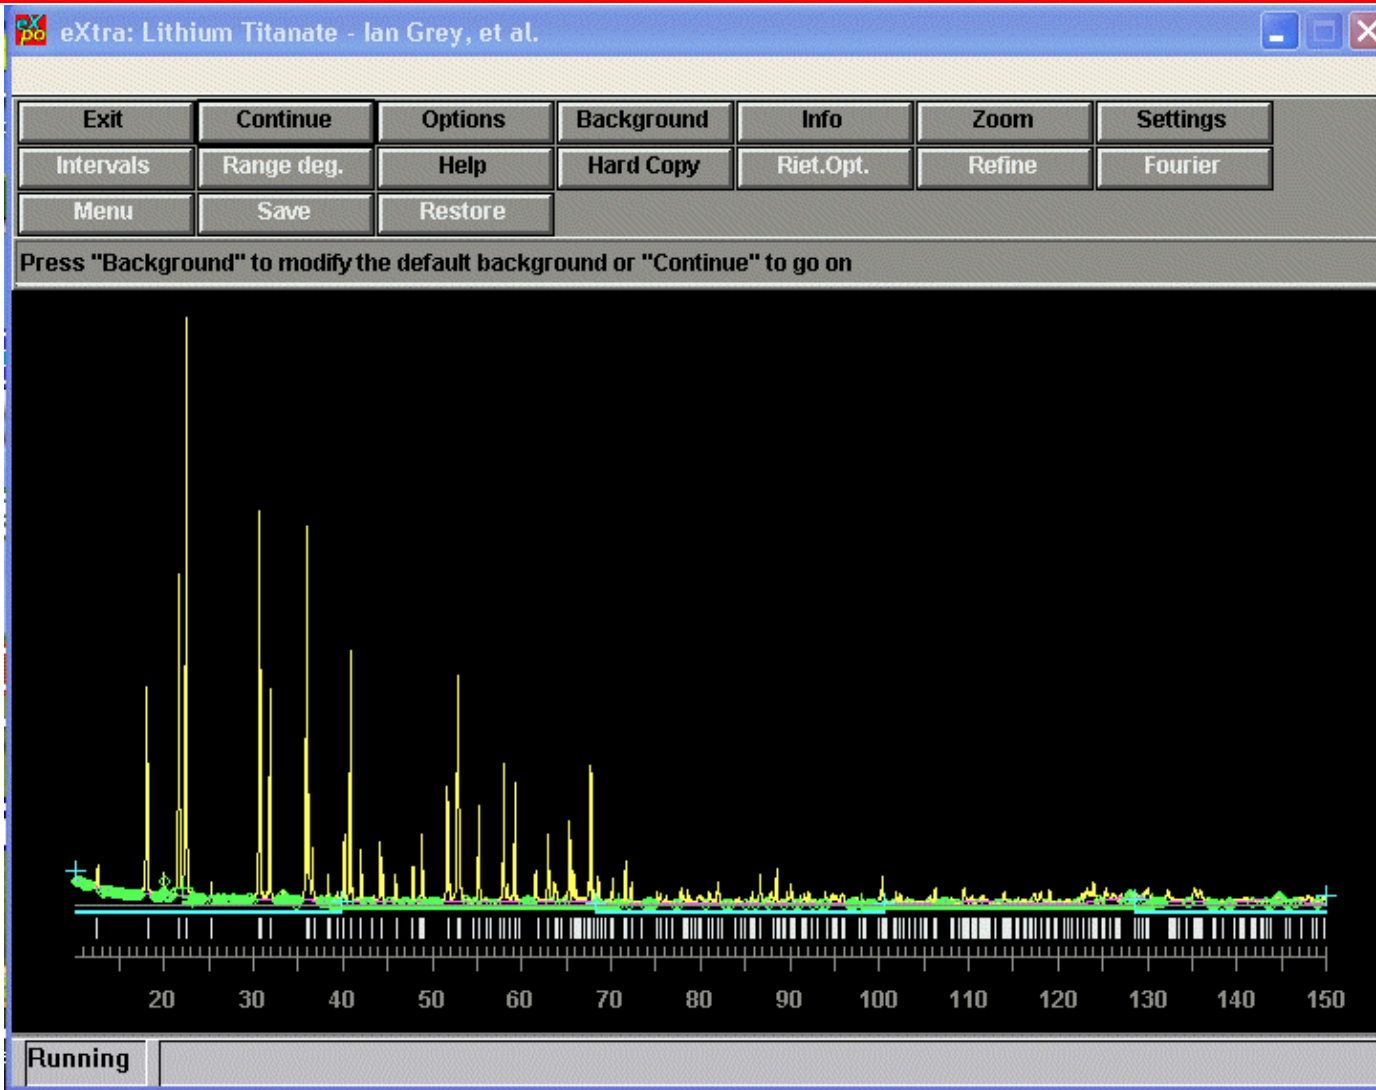 eXpo eXtra: Lithium Titanate - Ian Grey, et al.
Exit Continue Options Background Info Zoom Settings
Intervals Range deg. Help Hard Copy Riet.Opt. Refine Fourier
Menu Save Restore
Press "Background" to modify the default background or "Continue" to go on
20 30 40 50 60 70 80 90 100 110 120 130 140 150
Running